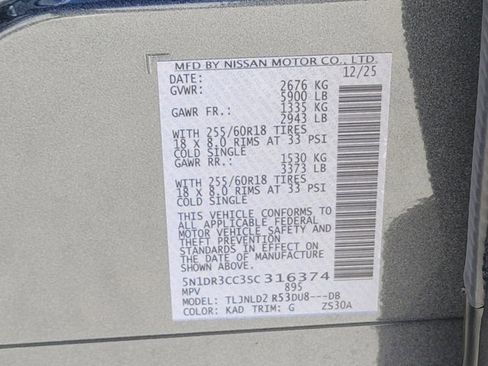 MFD BY NISSAN MOTOR CO., LTD.
DATE: 12/25
GVWR: 2676 KG
5900 LB
GAWR FR.: 1335 KG
2943 LB
WITH 255/60R18 TIRES
18 X 8.0 RIMS AT 33 PSI
COLD SINGLE
GAWR RR.: 1530 KG
3373 LB
WITH 255/60R18 TIRES
18 X 8.0 RIMS AT 33 PSI
COLD SINGLE
THIS VEHICLE CONFORMS TO
ALL APPLICABLE FEDERAL
MOTOR VEHICLE SAFETY AND
THEFT PREVENTION
STANDARDS IN EFFECT ON
THE DATE OF MANUFACTURE
SHOWN ABOVE.
5N1DR3CC3SC316374
MPV 895
MODEL: TLJNLD2 R53DU8---DB
COLOR: KAD TRIM: G ZS30A